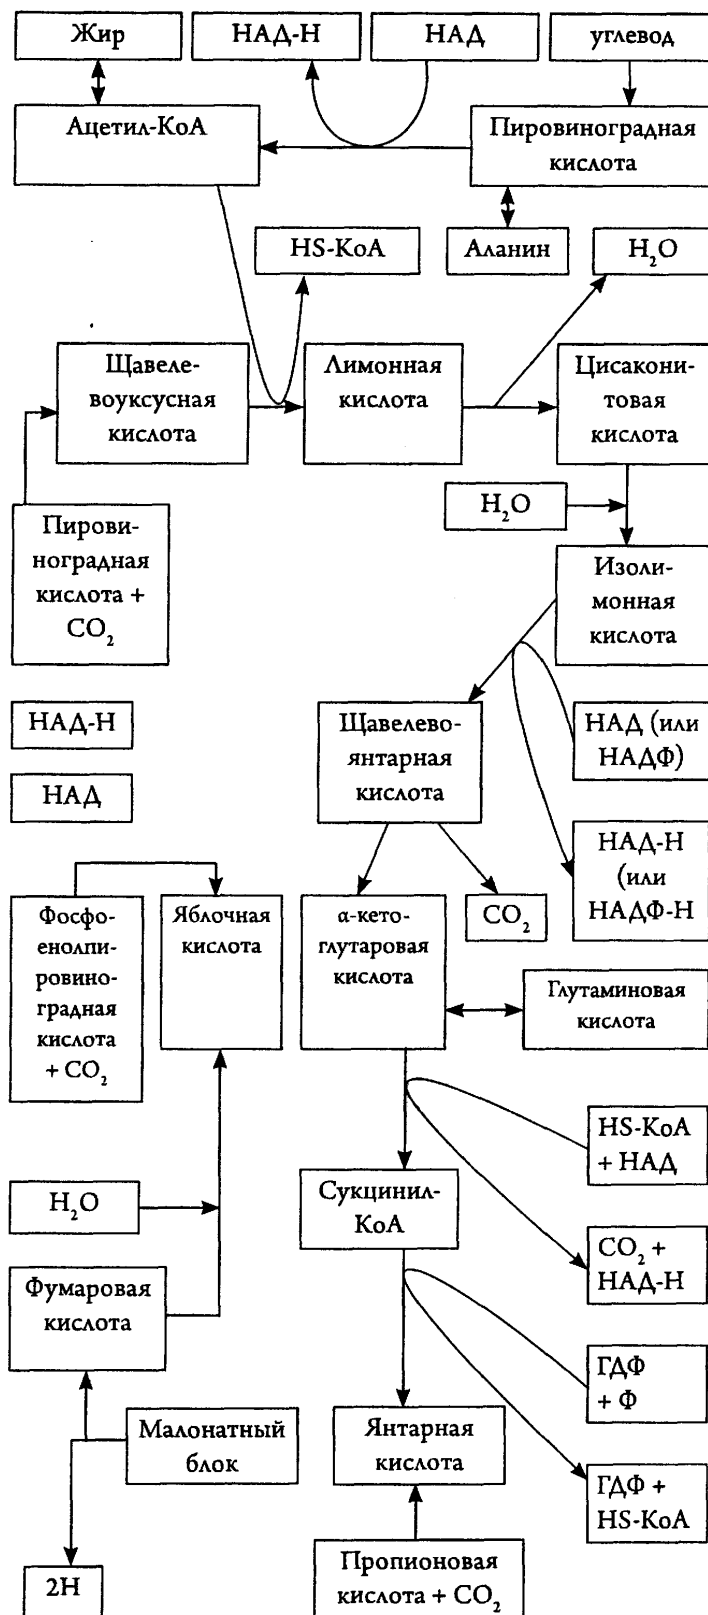 Жир
НАД-Н
НАД
углевод
Ацетил-КоА
Пировиноградная
кислота
HS-КоА
Аланин
H₂O
Щавеле-
воуксусная
кислота
Лимонная
кислота
Цисакони-
товая
кислота
H₂O
Пирови-
ноградная
кислота +
CO₂
Изоли-
монная
кислота
НАД-Н
Щавелево-
янтарная
кислота
НАД (или
НАДФ)
НАД
НАД-Н
(или
НАДФ-Н
Фосфо-
енолпи-
ровино-
градная
кислота
+ CO₂
Яблочная
кислота
α-кето-
глутаровая
кислота
CO₂
Глутаминовая
кислота
HS-КоА
+ НАД
H₂O
Сукцинил-
КоА
CO₂ +
НАД-Н
Фумаровая
кислота
ГДФ
+ Ф
Малонатный
блок
Янтарная
кислота
ГДФ +
HS-КоА
2Н
Пропионовая
кислота + CO₂